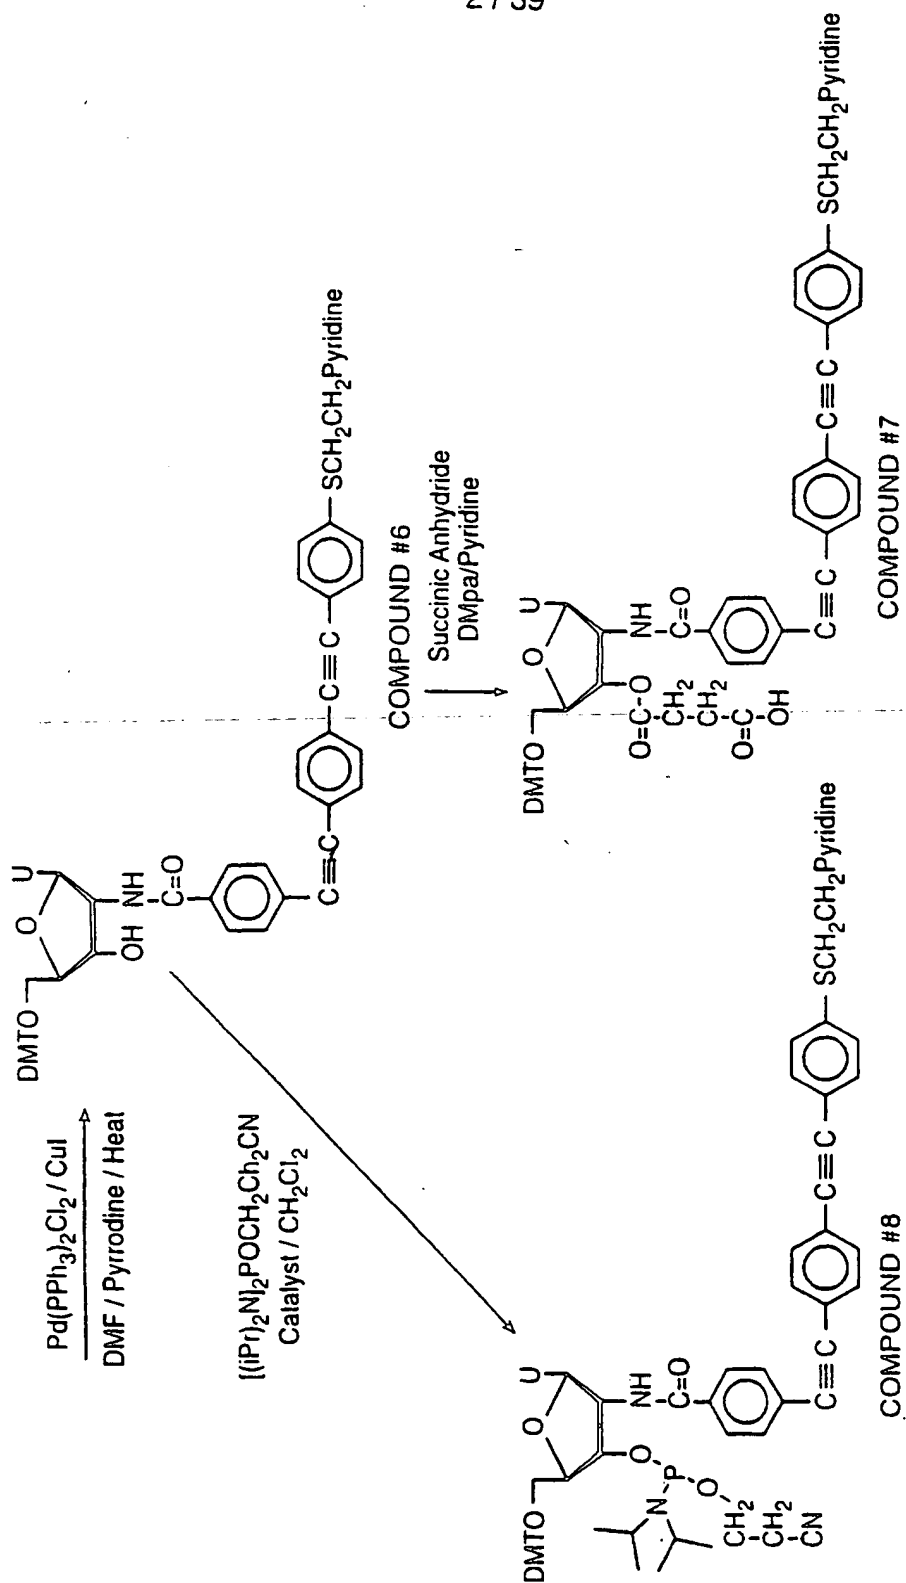 2 / 39
Pd(PPh3)2Cl2 / CuI
DMF / Pyrrodine / Heat
DMTO
O
U
OH
NH
C=O
C≡C
C≡C
SCH2CH2Pyridine
COMPOUND #6
[(iPr)2N]2POCH2Ch2CN
Catalyst / CH2Cl2
Succinic Anhydride
DMpa/Pyridine
DMTO
O
U
O
P
N
O
CH2
CH2
CN
NH
C=O
C≡C
C≡C
SCH2CH2Pyridine
COMPOUND #8
DMTO
O
U
O
O=C
CH2
CH2
O=C
OH
NH
C=O
C≡C
C≡C
SCH2CH2Pyridine
COMPOUND #7